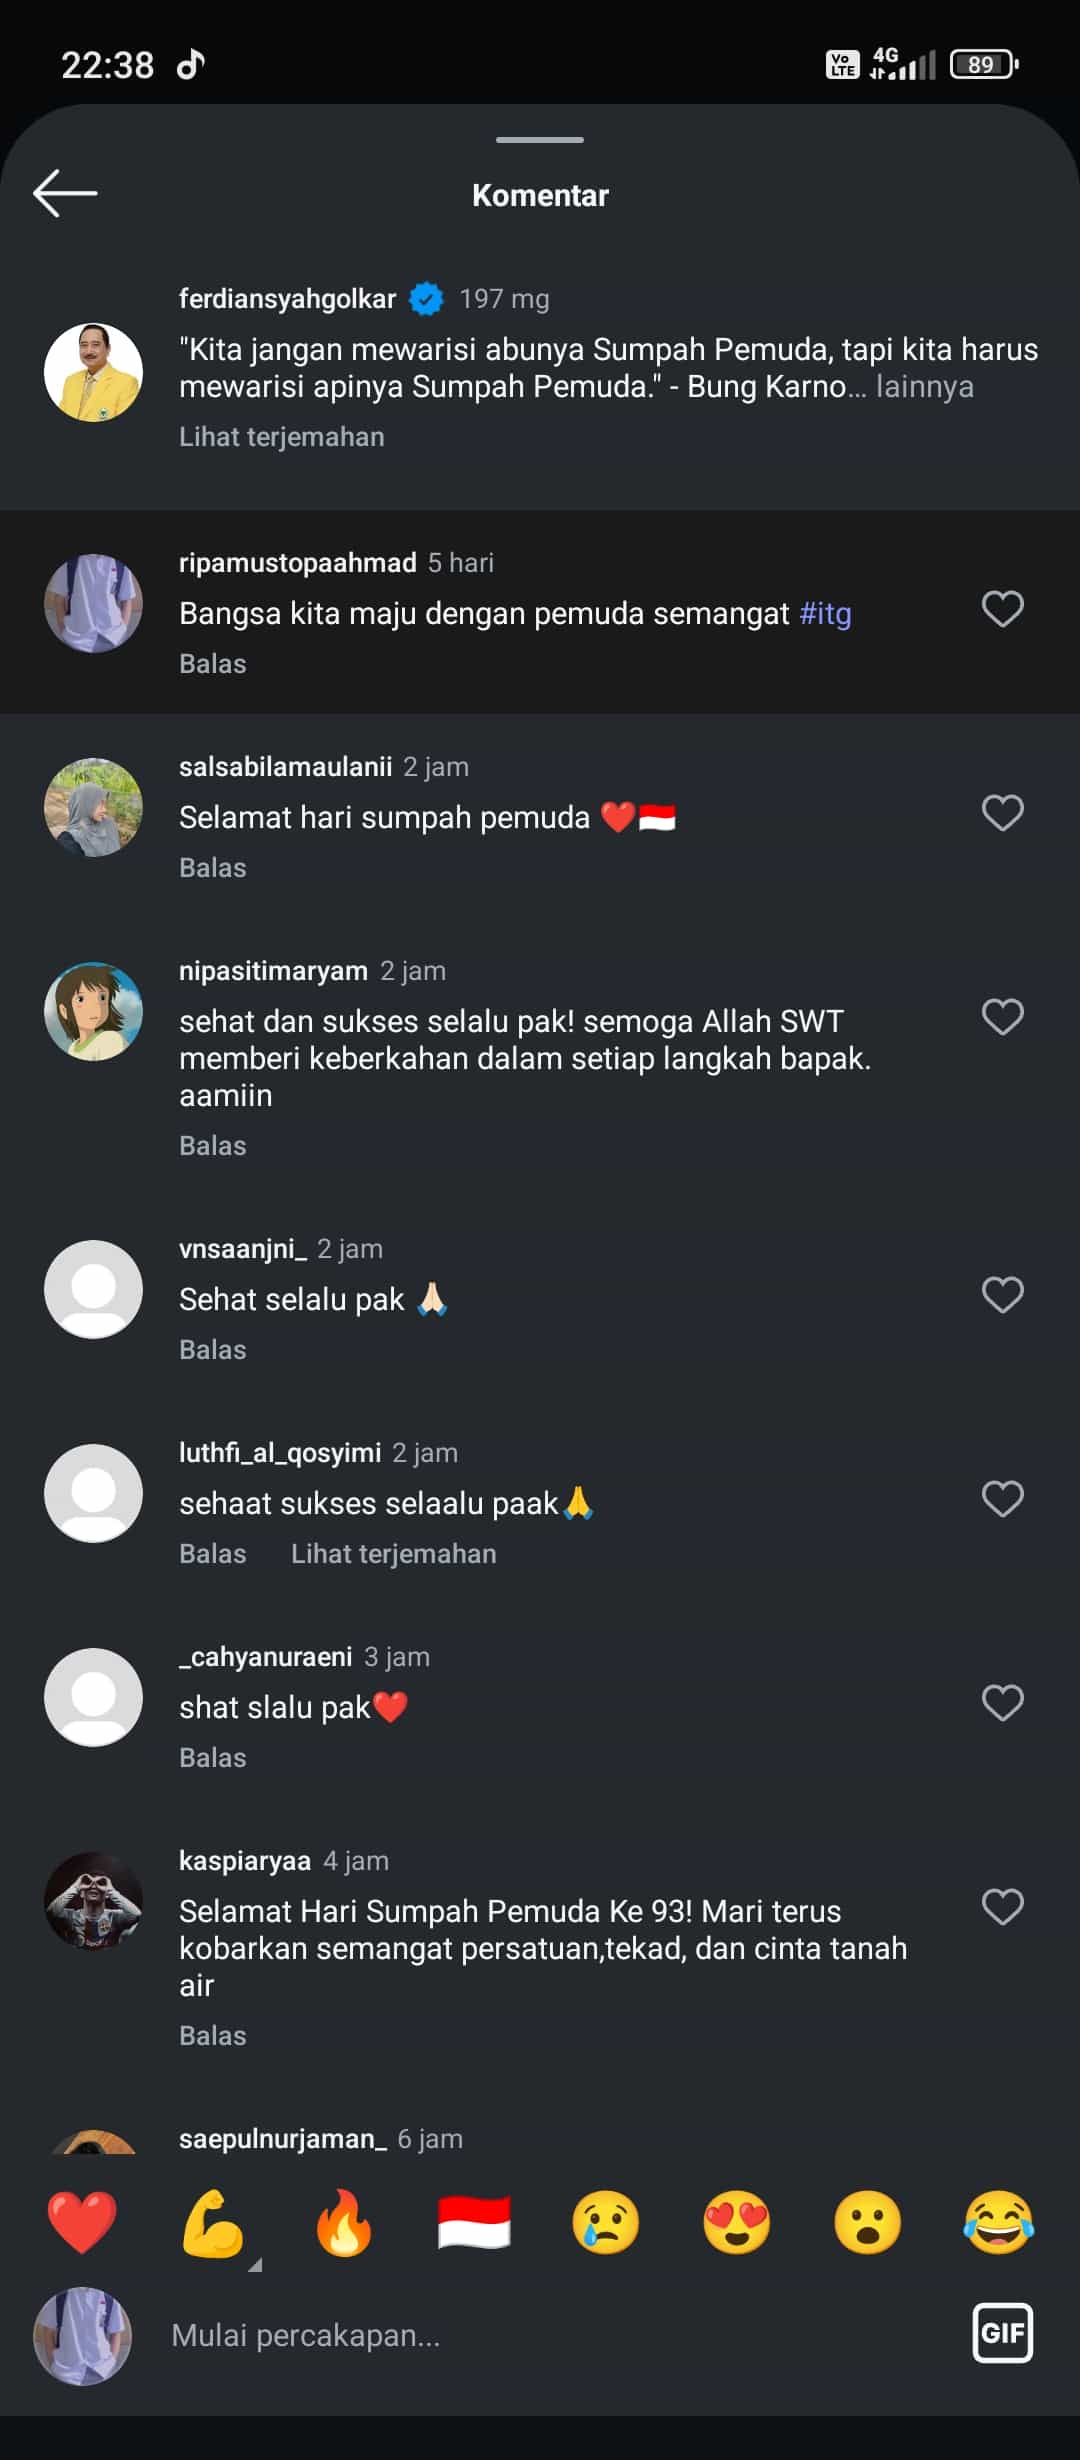 22:38
Vo LTE 4G 89
Komentar
ferdiansyahgolkar 197 mg
"Kita jangan mewarisi abunya Sumpah Pemuda, tapi kita harus
mewarisi apinya Sumpah Pemuda." - Bung Karno... lainnya
Lihat terjemahan
ripamustopaahmad 5 hari
Bangsa kita maju dengan pemuda semangat #itg
Balas
salsabilamaulanii 2 jam
Selamat hari sumpah pemuda ❤️🇮🇩
Balas
nipasitimaryam 2 jam
sehat dan sukses selalu pak! semoga Allah SWT
memberi keberkahan dalam setiap langkah bapak.
aamiin
Balas
vnsaanjni_ 2 jam
Sehat selalu pak 🙏🏻
Balas
luthfi_al_qosyimi 2 jam
sehaat sukses selaalu paak🙏
Balas Lihat terjemahan
_cahyanuraeni 3 jam
shat slalu pak❤️
Balas
kaspiaryaa 4 jam
Selamat Hari Sumpah Pemuda Ke 93! Mari terus
kobarkan semangat persatuan,tekad, dan cinta tanah
air
Balas
saepulnurjaman_ 6 jam
❤️ 💪 🔥 🇮🇩 😢 😍 😮 😂
Mulai percakapan...
GIF